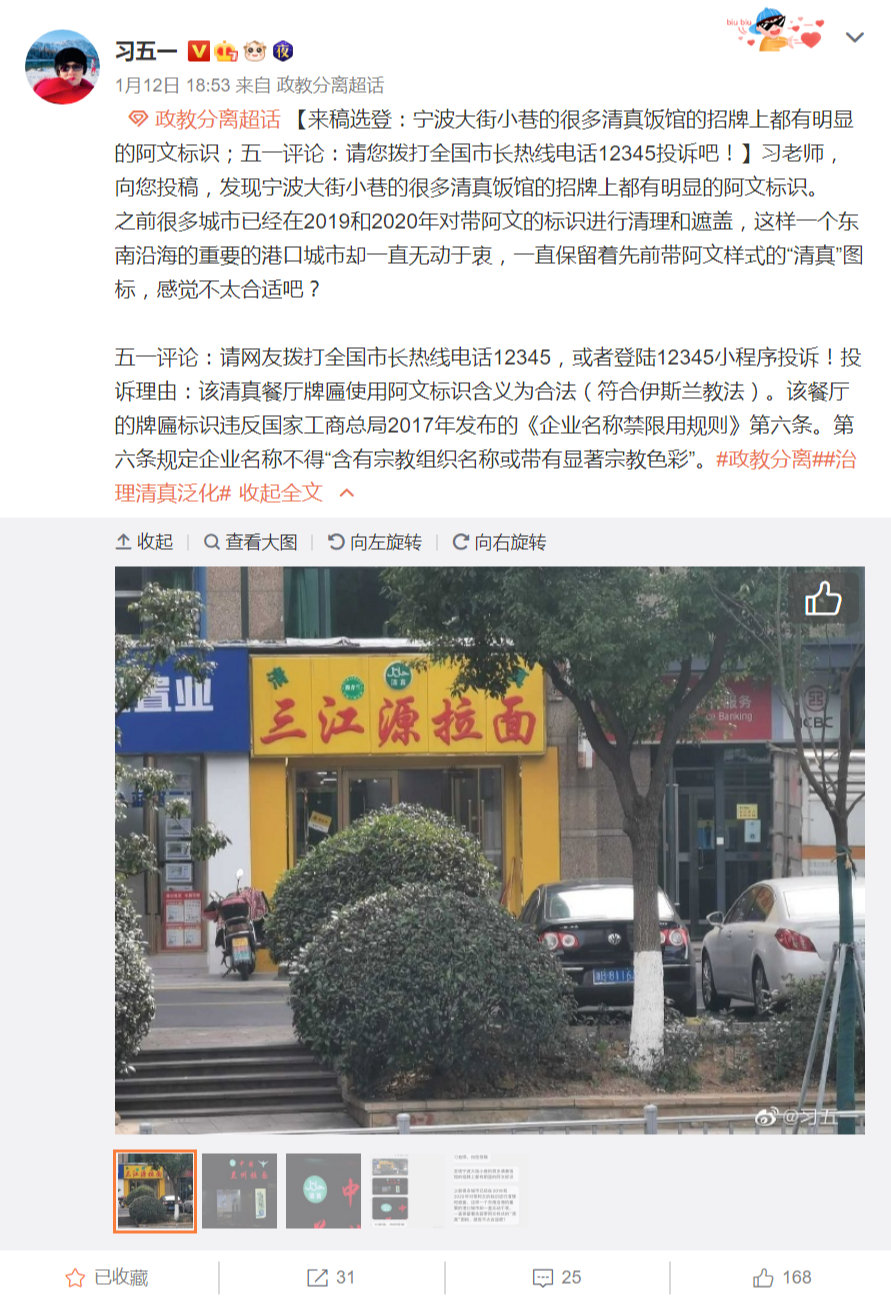 习五一
1月12日 18:53 来自 政教分离超话
biu biu
政教分离超话 【来稿选登：宁波大街小巷的很多清真饭馆的招牌上都有明显
的阿文标识；五一评论：请您拨打全国市长热线电话12345投诉吧！】习老师，
向您投稿，发现宁波大街小巷的很多清真饭馆的招牌上都有明显的阿文标识。
之前很多城市已经在2019和2020年对带阿文的标识进行清理和遮盖，这样一个东
南沿海的重要的港口城市却一直无动于衷，一直保留着先前带阿文样式的“清真”图
标，感觉不太合适吧？
五一评论：请网友拨打全国市长热线电话12345，或者登陆12345小程序投诉！投
诉理由：该清真餐厅牌匾使用阿文标识含义为合法（符合伊斯兰教法）。该餐厅
的牌匾标识违反国家工商总局2017年发布的《企业名称禁限用规则》第六条。第
六条规定企业名称不得“含有宗教组织名称或带有显著宗教色彩”。#政教分离##治
理清真泛化# 收起全文
收起
查看大图
向左旋转
向右旋转
置业
清
清真
三江源拉面
服务
ce Banking
ICBC
@习五一
已收藏
31
25
168